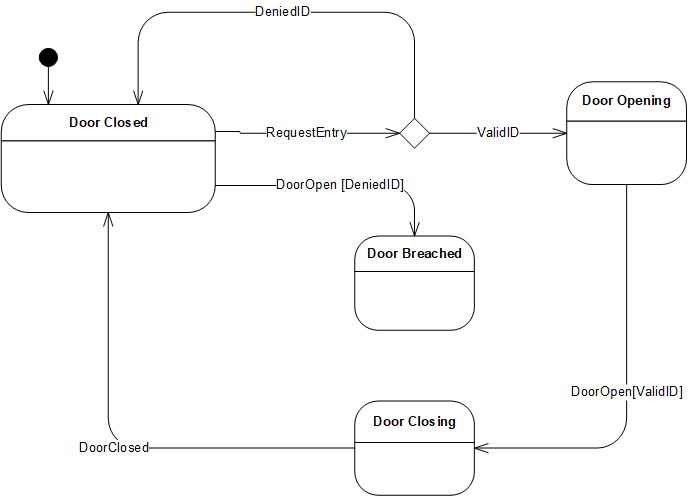 DeniedID
Door Opening
Door Closed
RequestEntry
ValidID
DoorOpen [DeniedID]
Door Breached
DoorOpen[ValidID]
Door Closing
DoorClosed